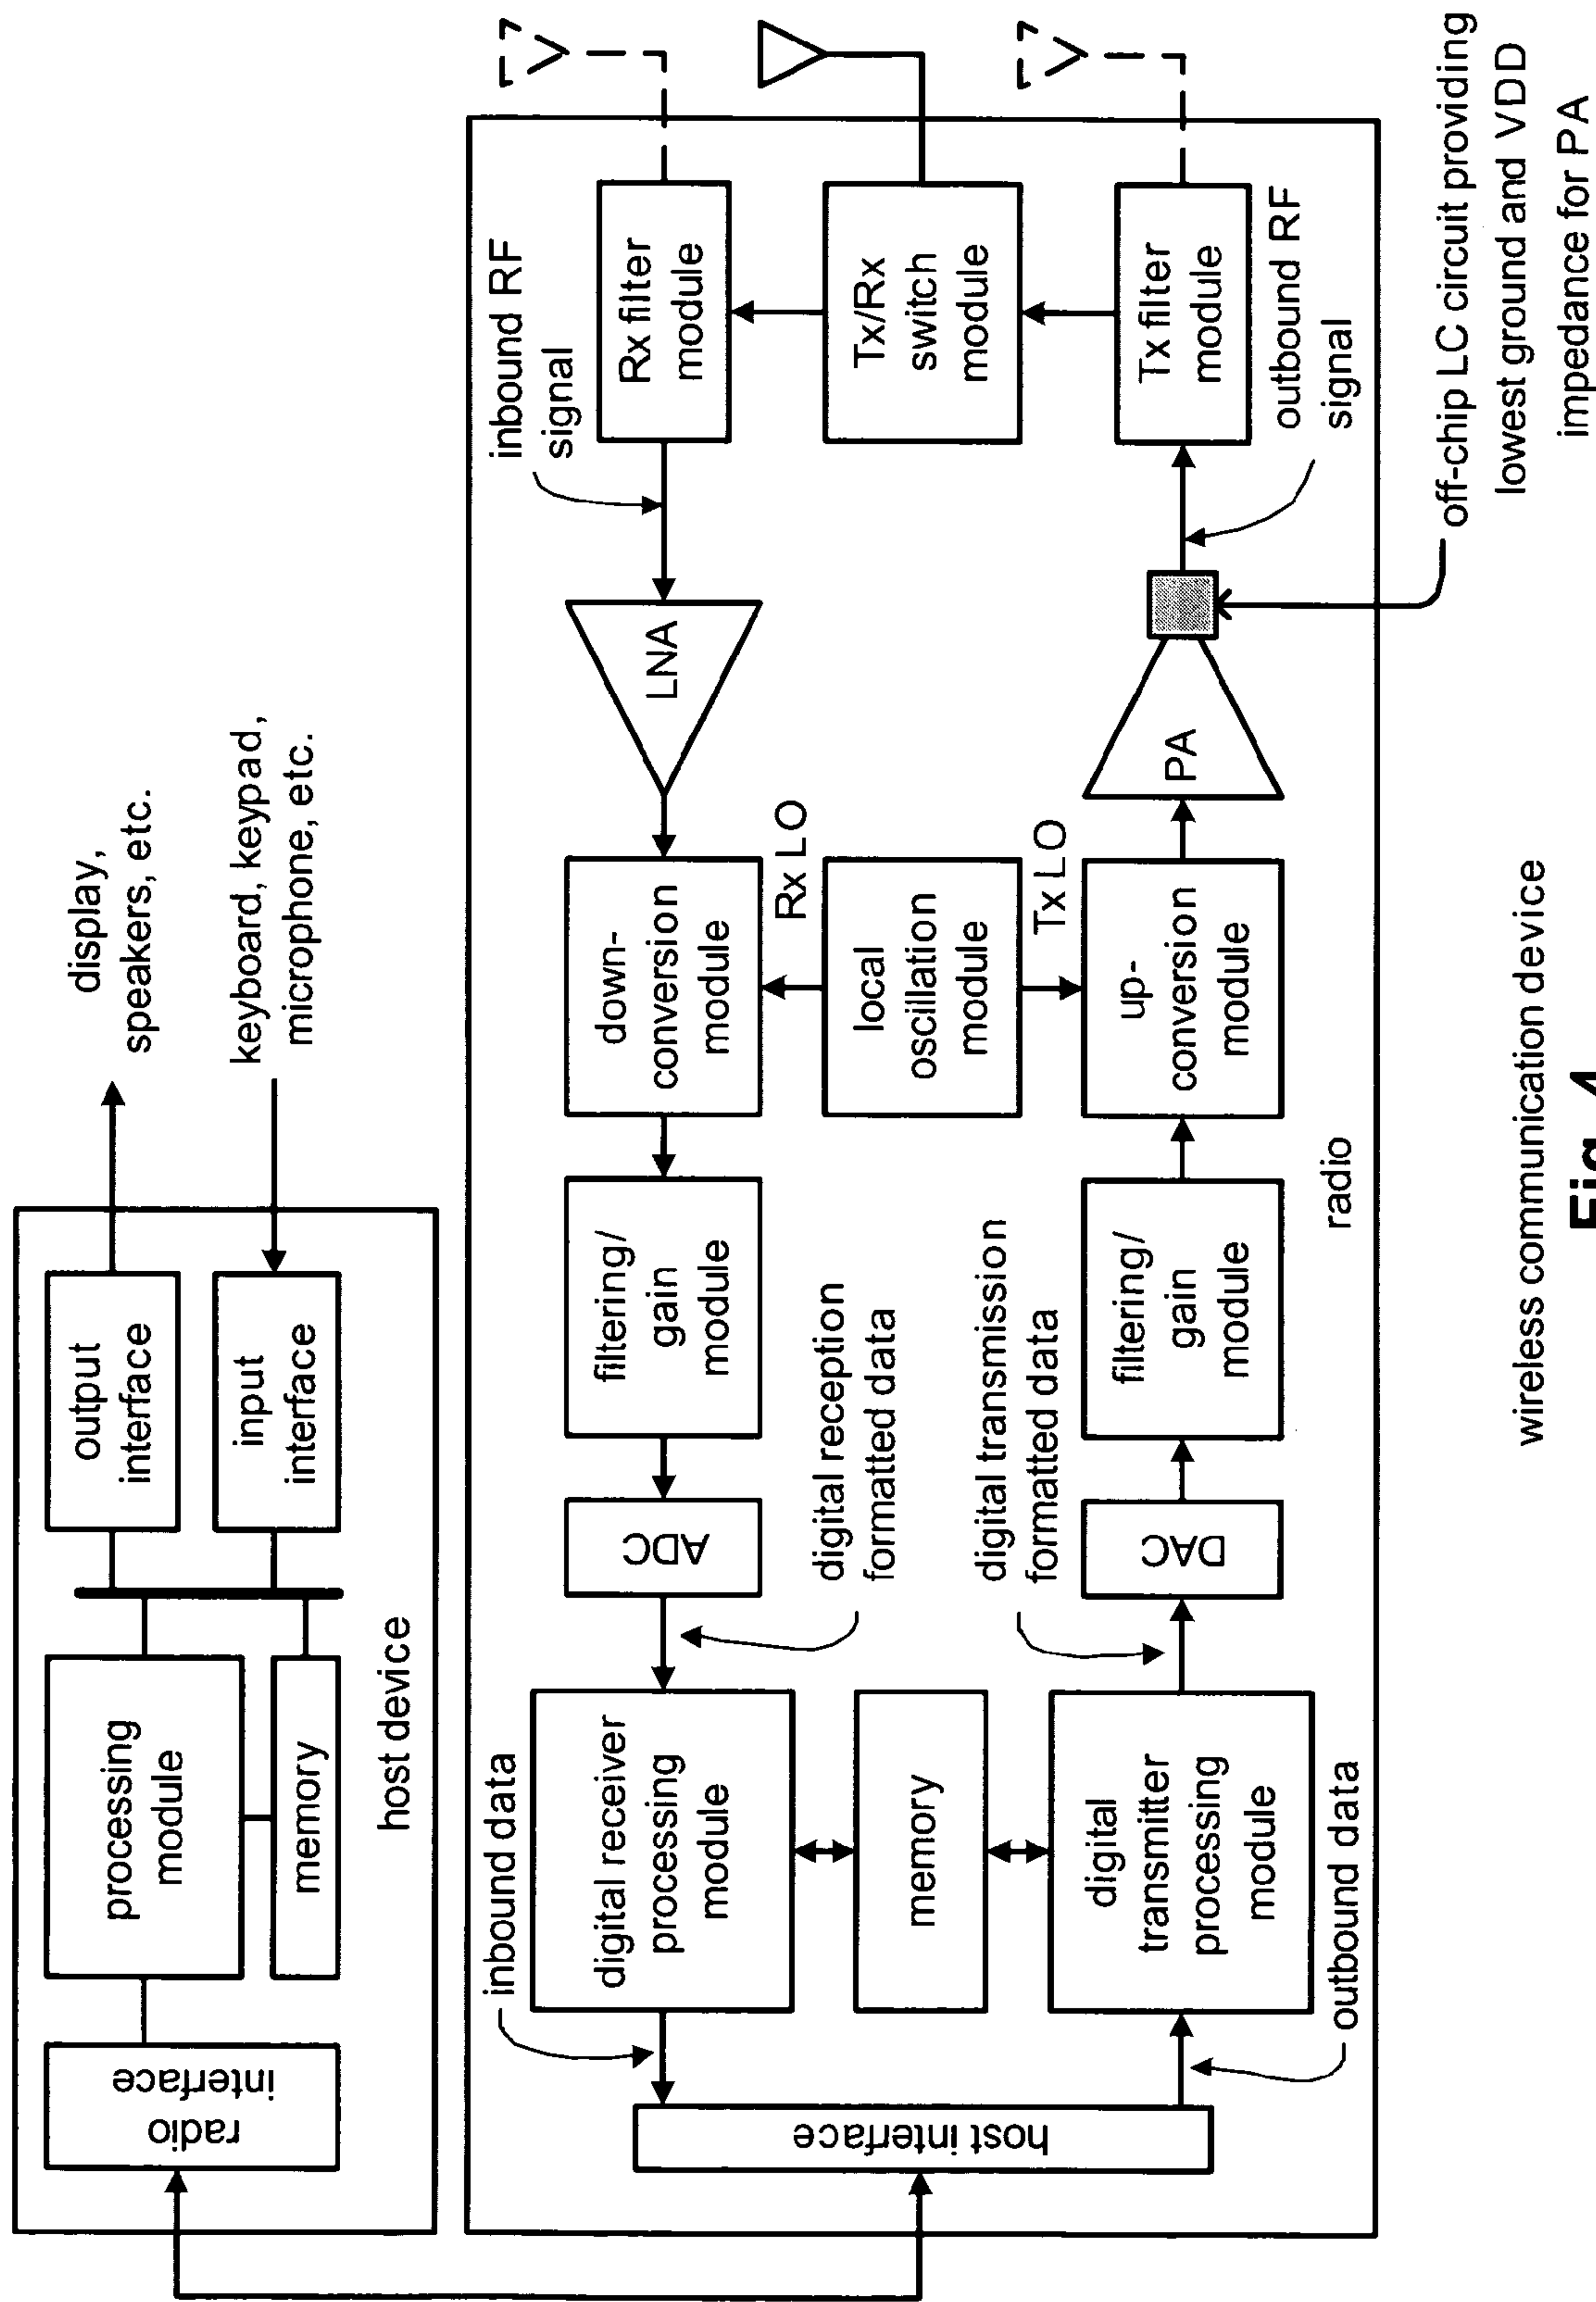 display,
speakers, etc.
keyboard, keypad,
microphone, etc.
output
interface
input
interface
processing
module
memory
radio
interface
host device
inbound RF
signal
Rx filter
module
Tx/Rx
switch
module
Tx filter
module
outbound RF
signal
LNA
PA
down-
conversion
module
Rx LO
local
oscillation
module
Tx LO
up-
conversion
module
filtering/
gain
module
filtering/
gain
module
ADC
DAC
digital reception
formatted data
digital transmission
formatted data
inbound data
digital receiver
processing
module
memory
digital
transmitter
processing
module
outbound data
host interface
radio
off-chip LC circuit providing
lowest ground and VDD
impedance for PA
wireless communication device
Fig. 4